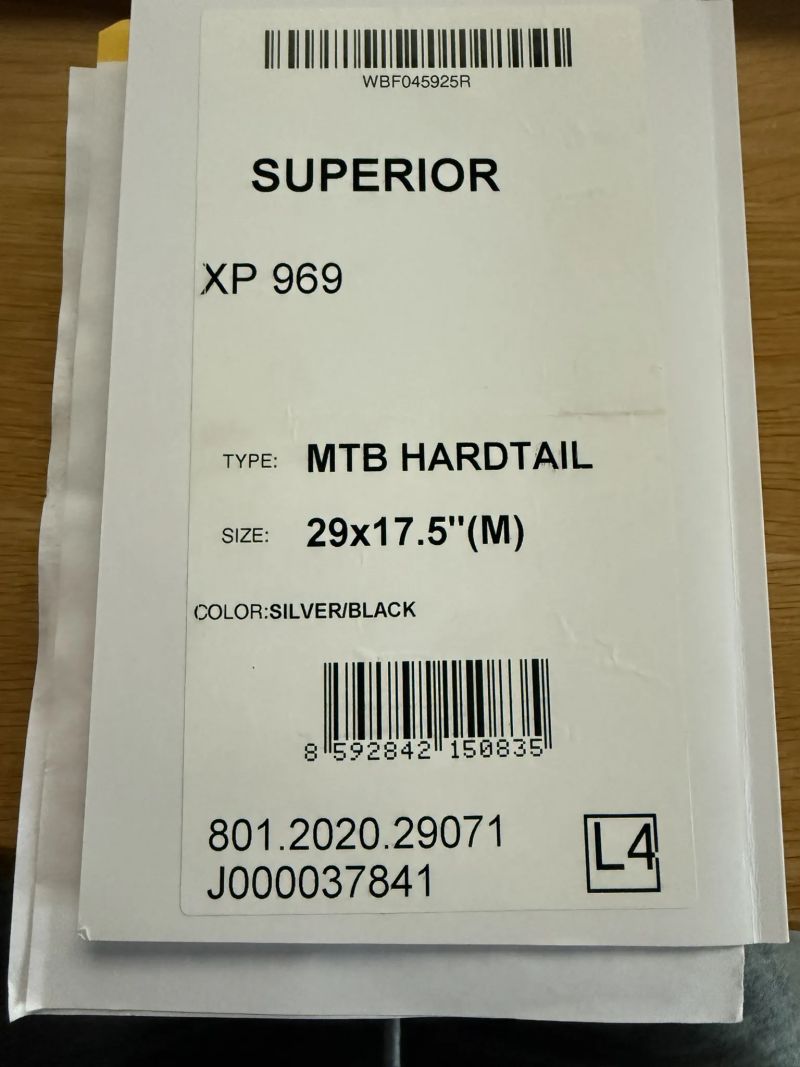 WBF045925R
SUPERIOR
XP 969
TYPE: MTB HARDTAIL
SIZE: 29x17.5"(M)
COLOR:SILVER/BLACK
8 592842 150835
801.2020.29071
J000037841
L4